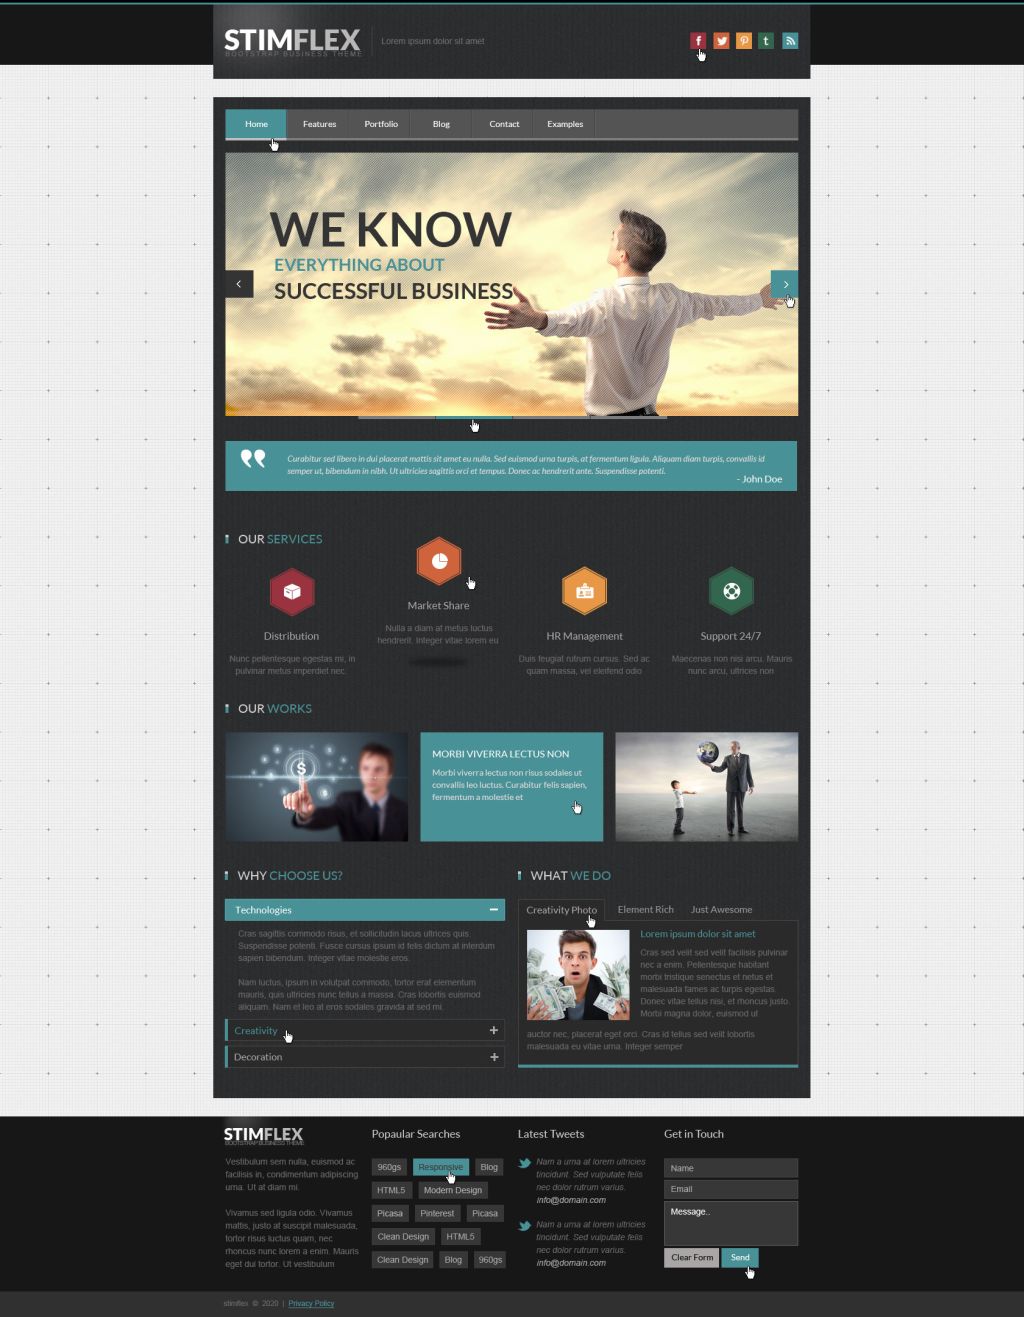 STIMFLEX
BOOTSTRAP BUSINESS THEME
Lorem ipsum dolor sit amet
Home
Features
Portfolio
Blog
Contact
Examples
WE KNOW
EVERYTHING ABOUT
SUCCESSFUL BUSINESS
Curabitur sed libero in dui placerat mattis sit amet eu nulla. Sed euismod urna turpis, at fermentum ligula. Aliquam diam turpis, convallis id
semper ut, bibendum in nibh. Ut ultricies sagittis orci et tempus. Donec ac hendrerit ante. Suspendisse potenti.
- John Doe
OUR SERVICES
Distribution
Nunc pellentesque egestas mi, in
pulvinar metus imperdiet nec.
Market Share
Nulla a diam at metus luctus
hendrerit. Integer vitae lorem eu
HR Management
Duis feugiat rutrum cursus. Sed ac
quam massa, vel eleifend odio
Support 24/7
Maecenas non nisi arcu. Mauris
nunc arcu, ultrices non
OUR WORKS
MORBI VIVERRA LECTUS NON
Morbi viverra lectus non risus sodales ut
convallis leo luctus. Curabitur felis sapien,
fermentum a molestie et
WHY CHOOSE US?
Technologies
Cras sagittis commodo risus, et sollicitudin lacus ultrices quis.
Suspendisse potenti. Fusce cursus ipsum id felis dictum at interdum
sapien bibendum. Integer vitae molestie eros.
Nam luctus, ipsum in volutpat commodo, tortor erat elementum
mauris, quis ultricies nunc tellus a massa. Cras lobortis euismod
aliquam. Nam et leo at eros sodales gravida at sed mi.
Creativity
Decoration
WHAT WE DO
Creativity Photo
Element Rich
Just Awesome
Lorem ipsum dolor sit amet
Cras sed velit sed velit facilisis pulvinar
nec a enim. Pellentesque habitant
morbi tristique senectus et netus et
malesuada fames ac turpis egestas.
Donec vitae tellus nisi, et rhoncus justo.
Morbi magna dolor, euismod ut
auctor nec, placerat eget orci. Cras id tellus sed velit lobortis
malesuada eu vitae urna. Integer semper
STIMFLEX
BOOTSTRAP BUSINESS THEME
Vestibulum sem nulla, euismod ac
facilisis in, condimentum adipiscing
urna. Ut at diam mi.
Vivamus sed ligula odio. Vivamus
mattis, justo at suscipit malesuada,
tortor risus luctus quam, nec
rhoncus nunc lorem a enim. Mauris
eget dui tortor. Ut vestibulum
Popaular Searches
960gs
Responsive
Blog
HTML5
Modern Design
Picasa
Pinterest
Picasa
Clean Design
HTML5
Clean Design
Blog
960gs
Latest Tweets
Nam a urna at lorem ultricies
tincidunt. Sed vulputate felis
nec dolor rutrum varius.
info@domain.com
Nam a urna at lorem ultricies
tincidunt. Sed vulputate felis
nec dolor rutrum varius.
info@domain.com
Get in Touch
Name
Email
Message..
Clear Form
Send
stimflex © 2020 | Privacy Policy